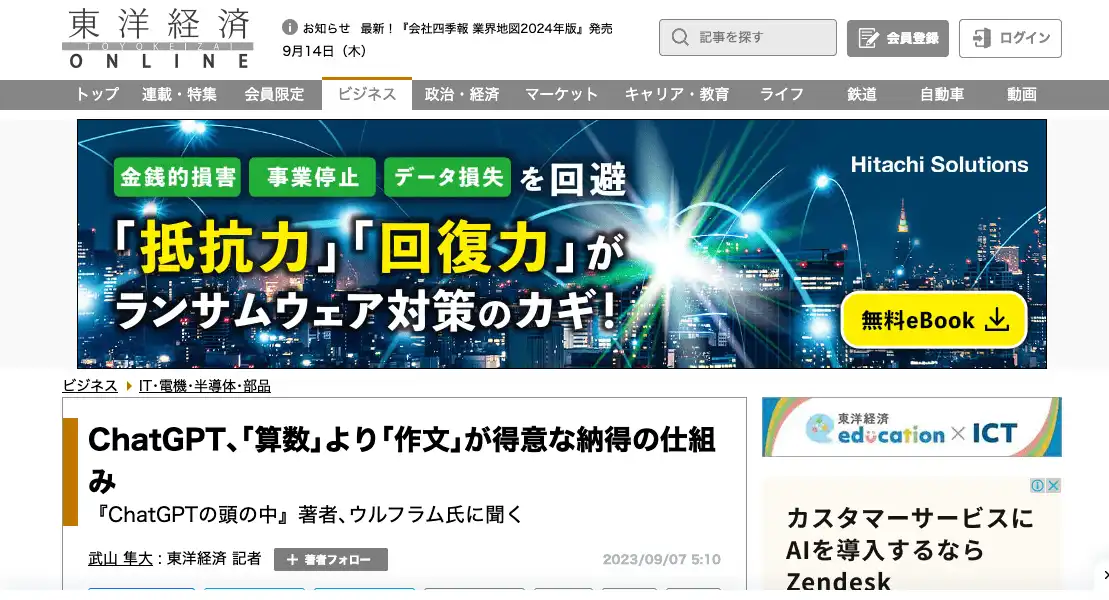 東洋経済
TOYOKEIZAI
ONLINE
お知らせ 最新！『会社四季報 業界地図2024年版』発売
9月14日（木）
記事を探す
会員登録
ログイン
トップ 連載・特集 会員限定 ビジネス 政治・経済 マーケット キャリア・教育 ライフ 鉄道 自動車 動画
金銭的損害 事業停止 データ損失 を回避
「抵抗力」「回復力」が
ランサムウェア対策のカギ！
Hitachi Solutions
無料eBook
ビジネス IT･電機･半導体･部品
ChatGPT､｢算数｣より｢作文｣が得意な納得の仕組
み
『ChatGPTの頭の中』著者､ウルフラム氏に聞く
武山 隼大 : 東洋経済 記者 ＋ 著者フォロー 2023/09/07 5:10
東洋経済
education × ICT
カスタマーサービスに
AIを導入するなら
Zendesk